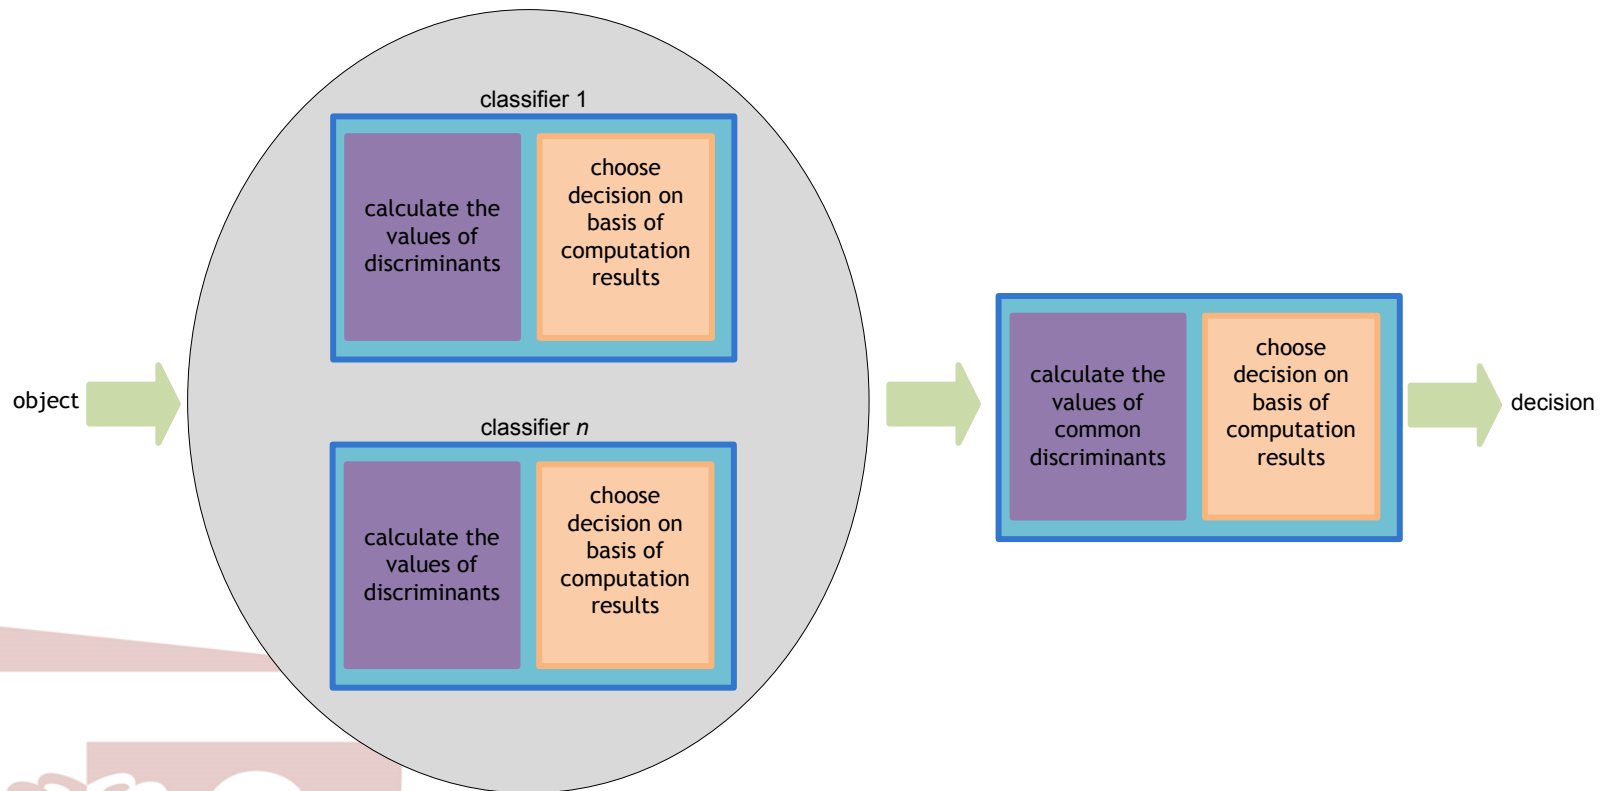 classifier 1
calculate the
values of
discriminants
choose
decision on
basis of
computation
results
object
classifier n
calculate the
values of
discriminants
choose
decision on
basis of
computation
results
calculate the
values of
common
discriminants
choose
decision on
basis of
computation
results
decision